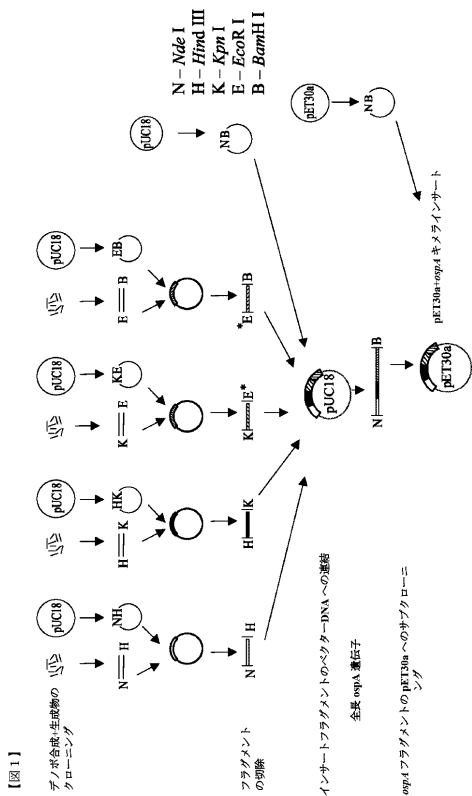 【図1】
デノボ合成+生成物の
クローニング
pUC18
pUC18
pUC18
pUC18
N H
NH
H K
HK
K E
KE
E B
EB
フラグメント
の切除
N H
H K
K E*
*E B
N – Nde I
H – Hind III
K – Kpn I
E – EcoR I
B – BamH I
pUC18
NB
インサートフラグメントのベクターDNAへの連結
全長 ospA 遺伝子
pUC18
N B
pET30a
NB
ospAフラグメントの pET30a へのサブクローニ
ング
pET30a
pET30a+ospA キメラインサート